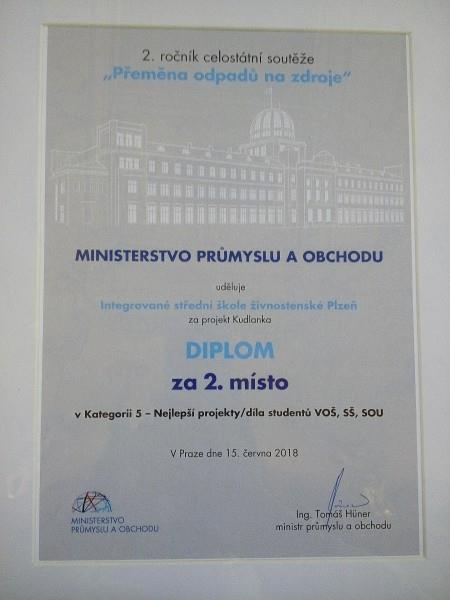 2. ročník celostátní soutěže
„Přeměna odpadů na zdroje“
MINISTERSTVO PRŮMYSLU A OBCHODU
uděluje
Integrované střední škole živnostenské Plzeň
za projekt Kudlanka
DIPLOM
za 2. místo
v Kategorii 5 – Nejlepší projekty/díla studentů VOŠ, SŠ, SOU
V Praze dne 15. června 2018
MINISTERSTVO
PRŮMYSLU A OBCHODU
Ing. Tomáš Hüner
ministr průmyslu a obchodu